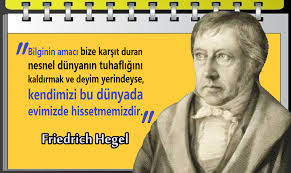 "Bilginin amacı bize karşıt duran
nesnel dünyanın tuhaflığını
kaldırmak ve deyim yerindeyse,
kendimizi bu dünyada
evimizde hissetmemizdir."
Friedrich Hegel